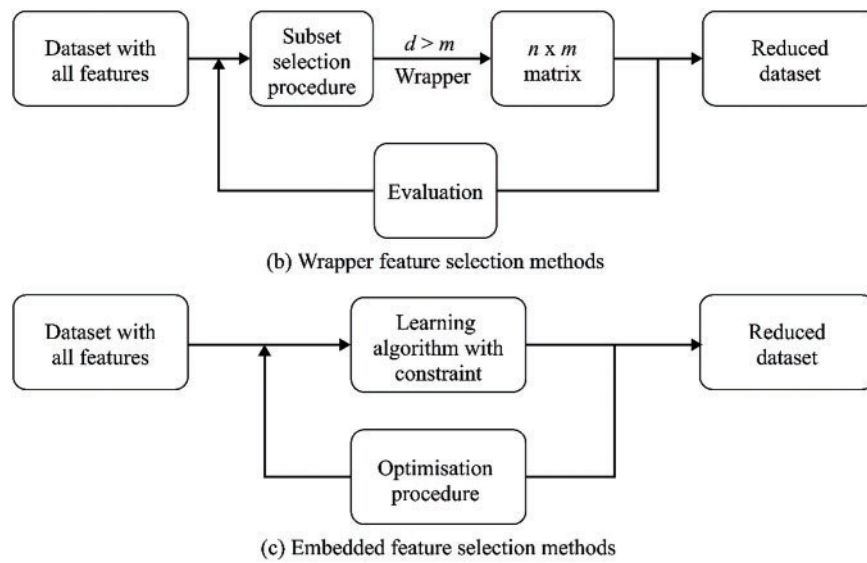 Dataset with
all features
Subset
selection
procedure
d > m
Wrapper
n x m
matrix
Reduced
dataset
Evaluation
(b) Wrapper feature selection methods
Dataset with
all features
Learning
algorithm with
constraint
Reduced
dataset
Optimisation
procedure
(c) Embedded feature selection methods